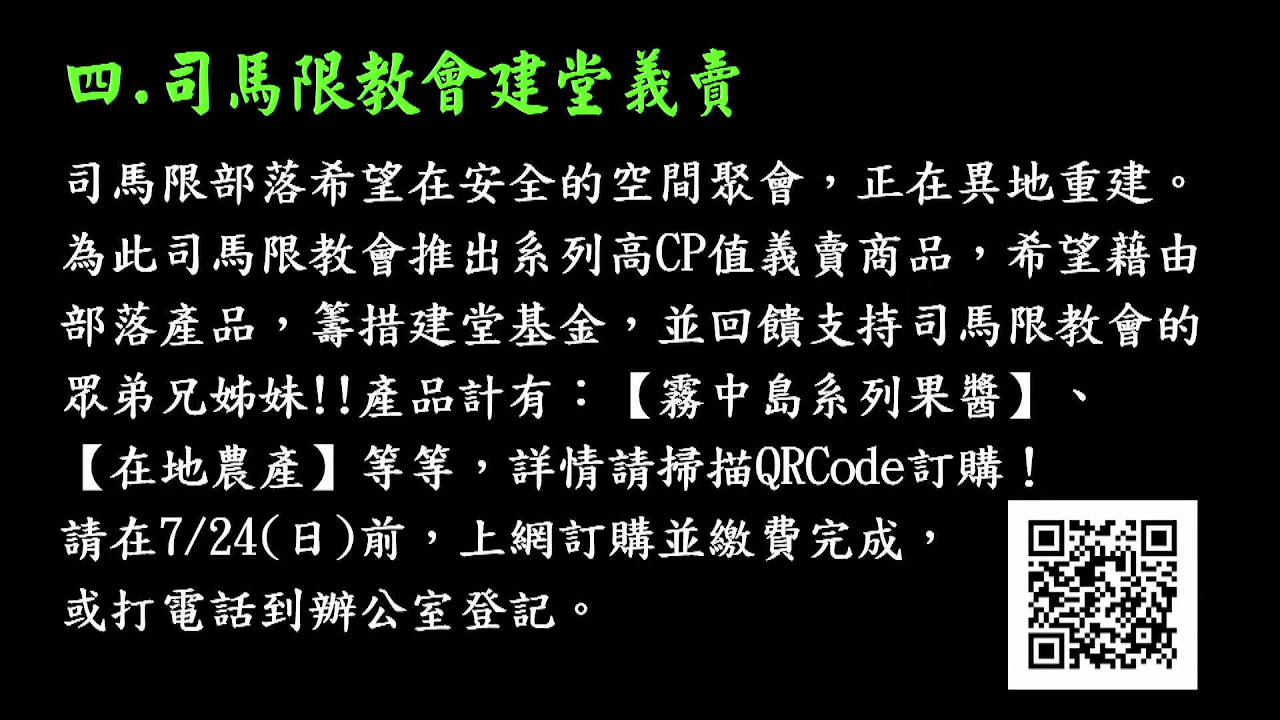 四.司馬限教會建堂義賣
司馬限部落希望在安全的空間聚會，正在異地重建。
為此司馬限教會推出系列高CP值義賣商品，希望藉由
部落產品，籌措建堂基金，並回饋支持司馬限教會的
眾弟兄姊妹!!產品計有：【霧中島系列果醬】、
【在地農產】等等，詳情請掃描QRCode訂購！
請在7/24(日)前，上網訂購並繳費完成，
或打電話到辦公室登記。